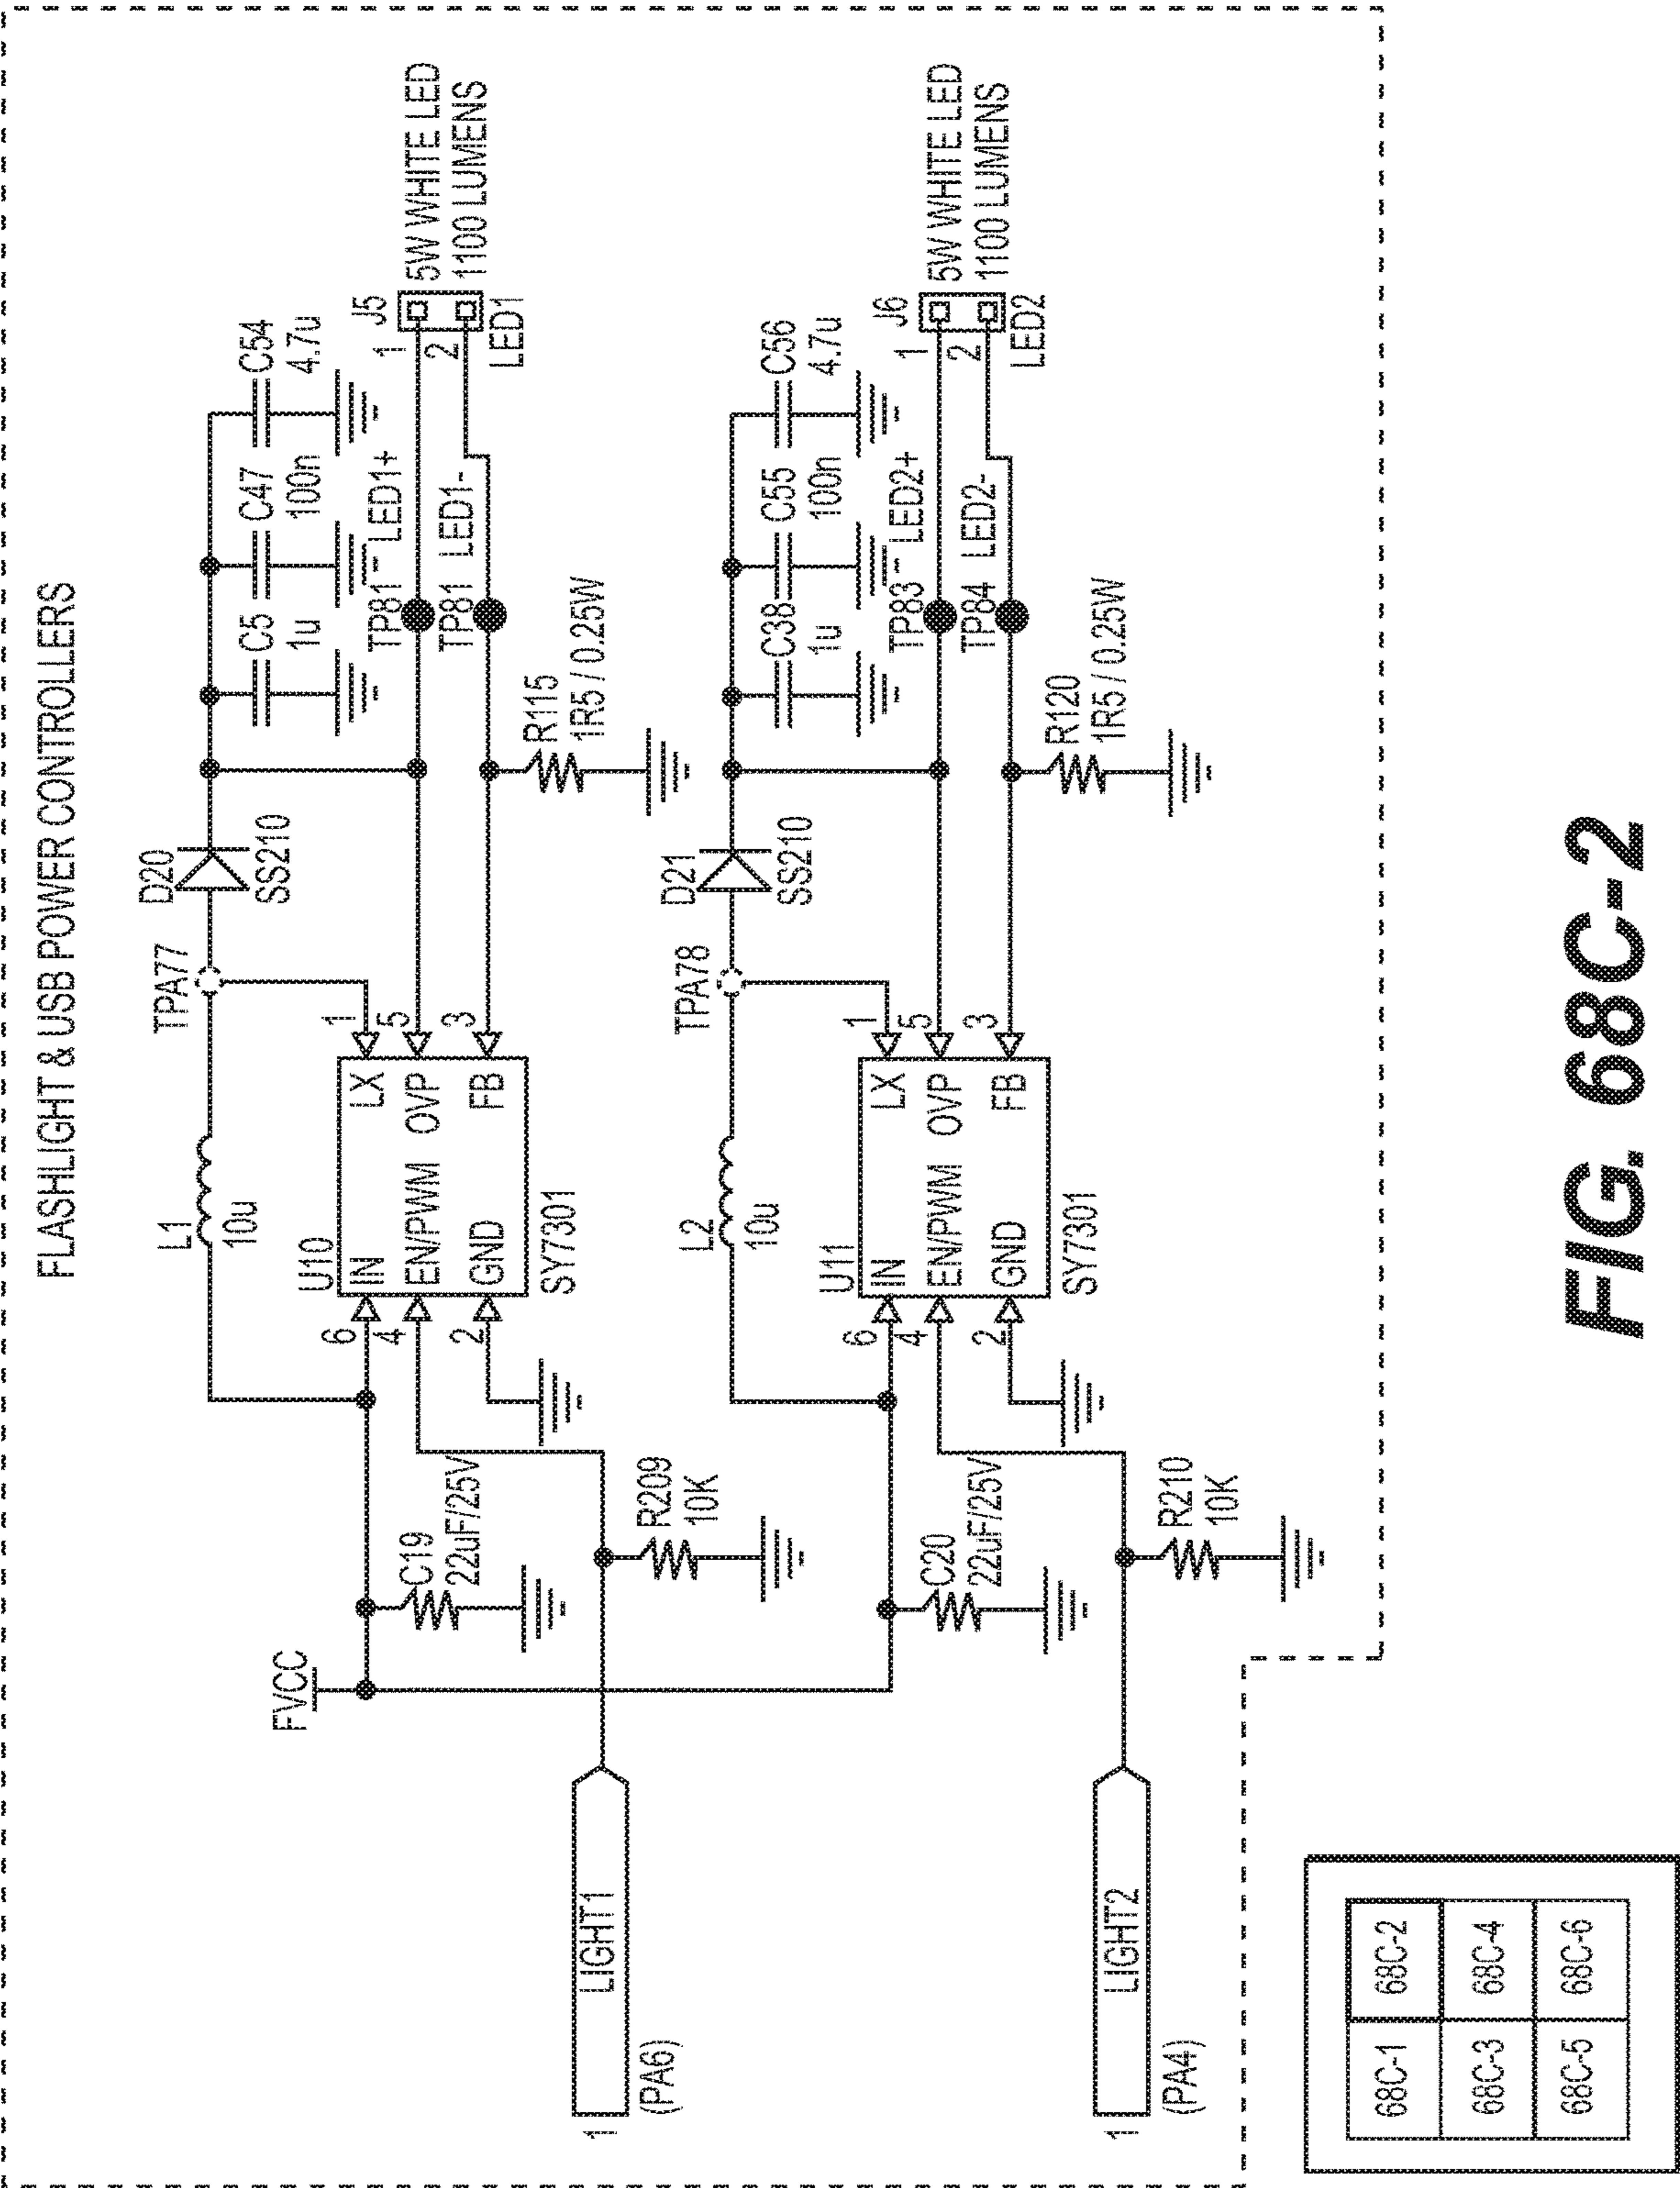 FLASHLIGHT & USB POWER CONTROLLERS
L1
10u
TPA77
D20
SS210
C5
1u
C47
100n
C54
4.7u
FVCC
C19
22uF/25V
U10
6
IN
LX
1
4
EN/PWM
OVP
5
2
GND
FB
3
SY7301
TP81
LED1+
TP81
LED1-
J5
1
2
LED1
5W WHITE LED
1100 LUMENS
R115
1R5 / 0.25W
1
LIGHT1
(PA6)
R209
10K
L2
10u
TPA78
D21
SS210
C38
1u
C55
100n
C56
4.7u
C20
22uF/25V
U11
6
IN
LX
1
4
EN/PWM
OVP
5
2
GND
FB
3
SY7301
TP83
LED2+
TP84
LED2-
J6
1
2
LED2
5W WHITE LED
1100 LUMENS
R120
1R5 / 0.25W
1
LIGHT2
(PA4)
R210
10K
68C-1 68C-2
68C-3 68C-4
68C-5 68C-6
FIG. 68C-2